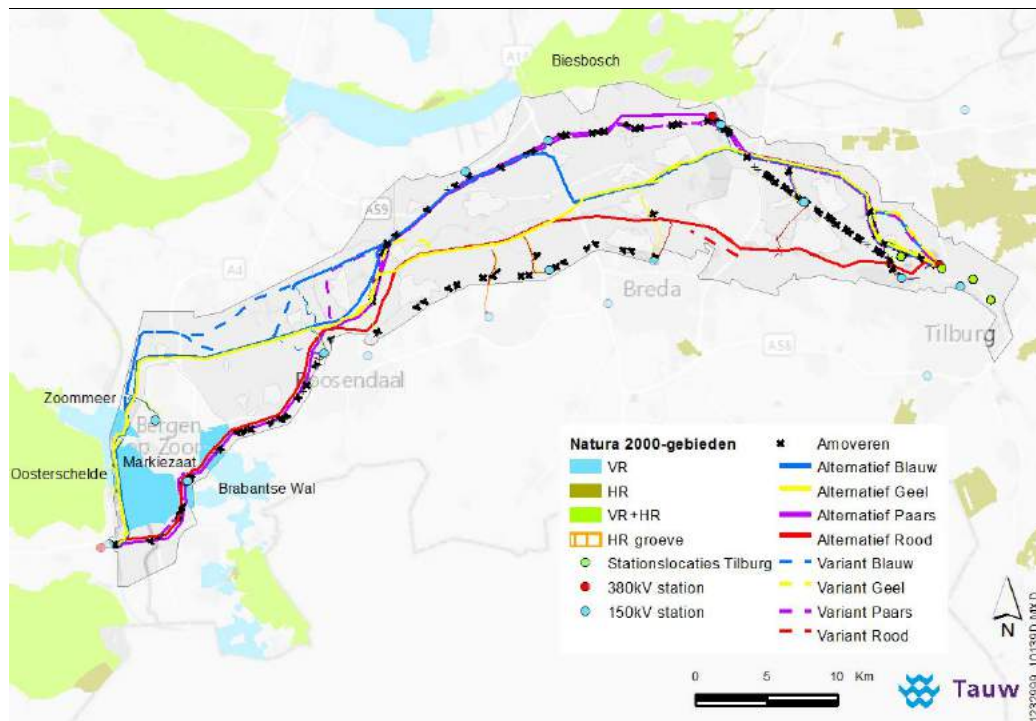 Biesbosch
A59
A4
Breda
A58
Tilburg
Roosendaal
Zoommeer
Bergen
op Zoom
Markiezaat
Oosterschelde
Brabantse Wal
Natura 2000-gebieden
VR
HR
VR+HR
HR groeve
Stationslocaties Tilburg
380kV station
150kV station
Amoveren
Alternatief Blauw
Alternatief Geel
Alternatief Paars
Alternatief Rood
Variant Blauw
Variant Geel
Variant Paars
Variant Rood
N
0 5 10 Km
Tauw